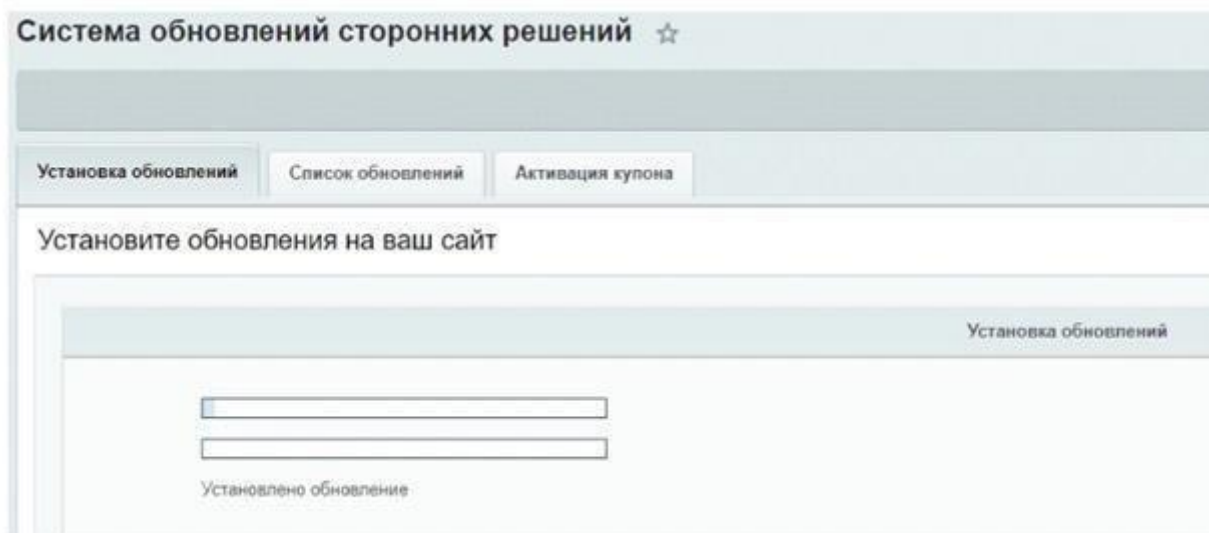 Система обновлений сторонних решений
Установка обновлений Список обновлений Активация купона
Установите обновления на ваш сайт
Установка обновлений
Установлено обновление